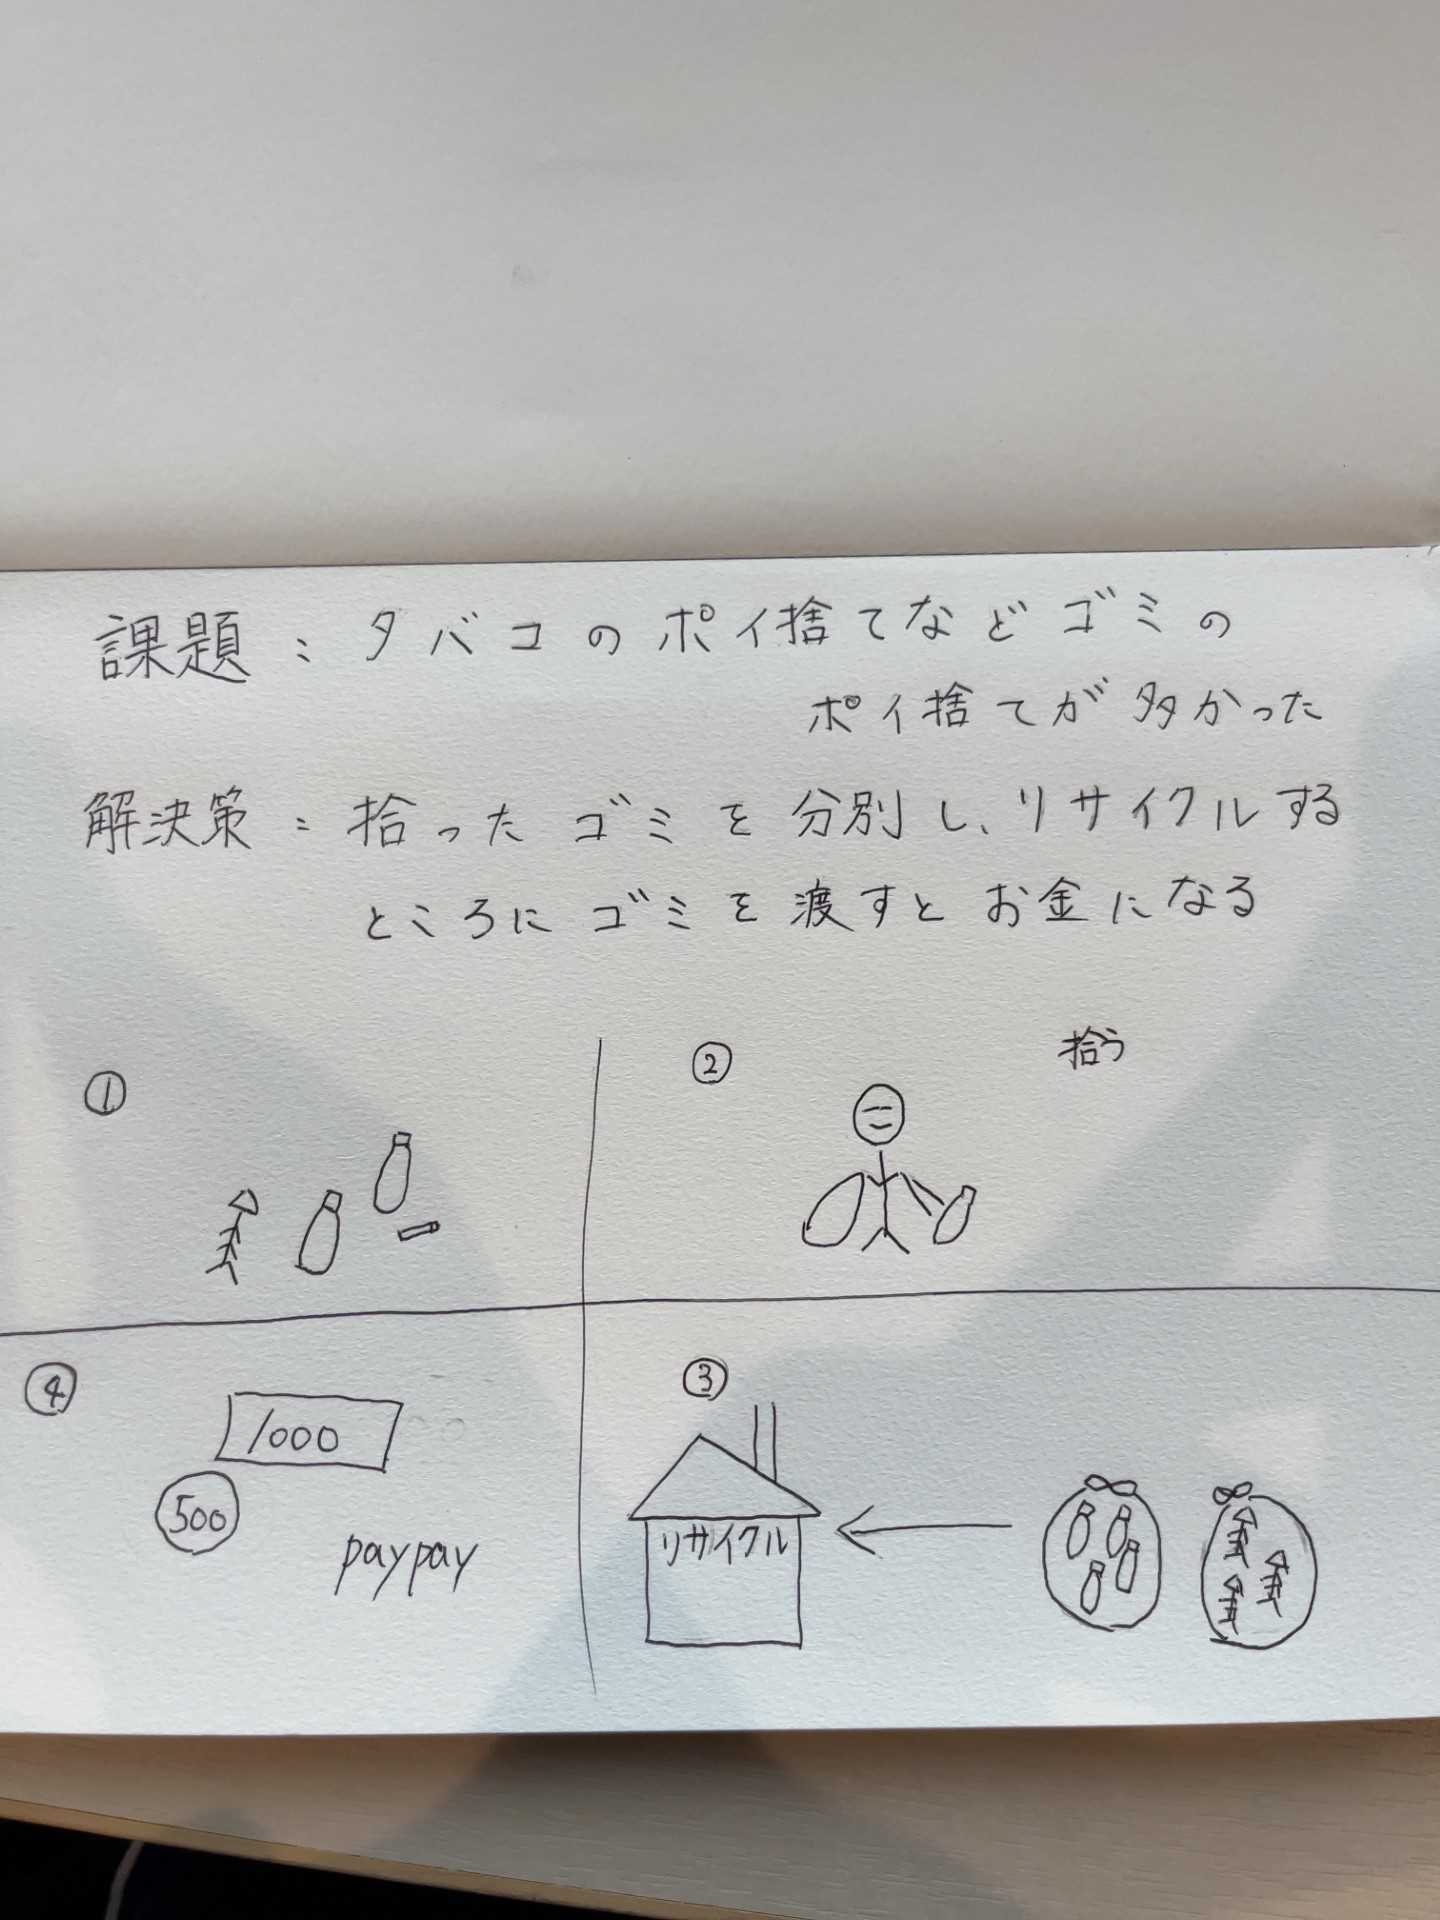 課題：タバコのポイ捨てなどゴミの
ポイ捨てが多かった
解決策：拾ったゴミを分別し、リサイクルする
ところにゴミを渡すとお金になる
①
② 拾う
③
リサイクル
④
1000
500
paypay